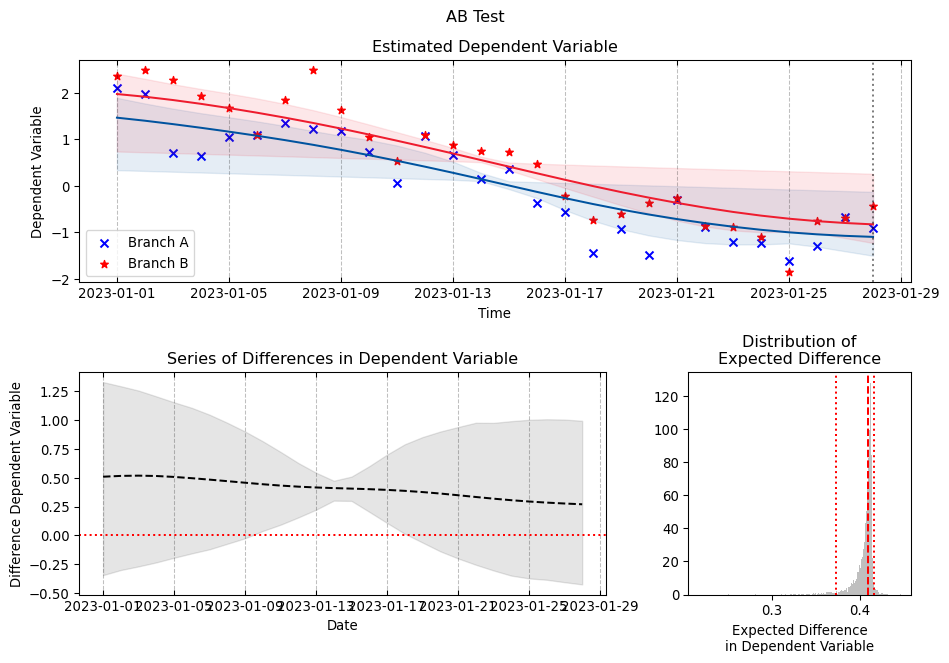 AB Test
Estimated Dependent Variable
Dependent Variable
2
1
0
−1
−2
Branch A
Branch B
2023-01-01 2023-01-05 2023-01-09 2023-01-13 2023-01-17 2023-01-21 2023-01-25 2023-01-29
Time
Series of Differences in Dependent Variable
Difference Dependent Variable
1.25
1.00
0.75
0.50
0.25
0.00
−0.25
−0.50
2023-01-01 2023-01-05 2023-01-09 2023-01-13 2023-01-17 2023-01-21 2023-01-25 2023-01-29
Date
Distribution of
Expected Difference
120
100
80
60
40
20
0
0.3 0.4
Expected Difference
in Dependent Variable